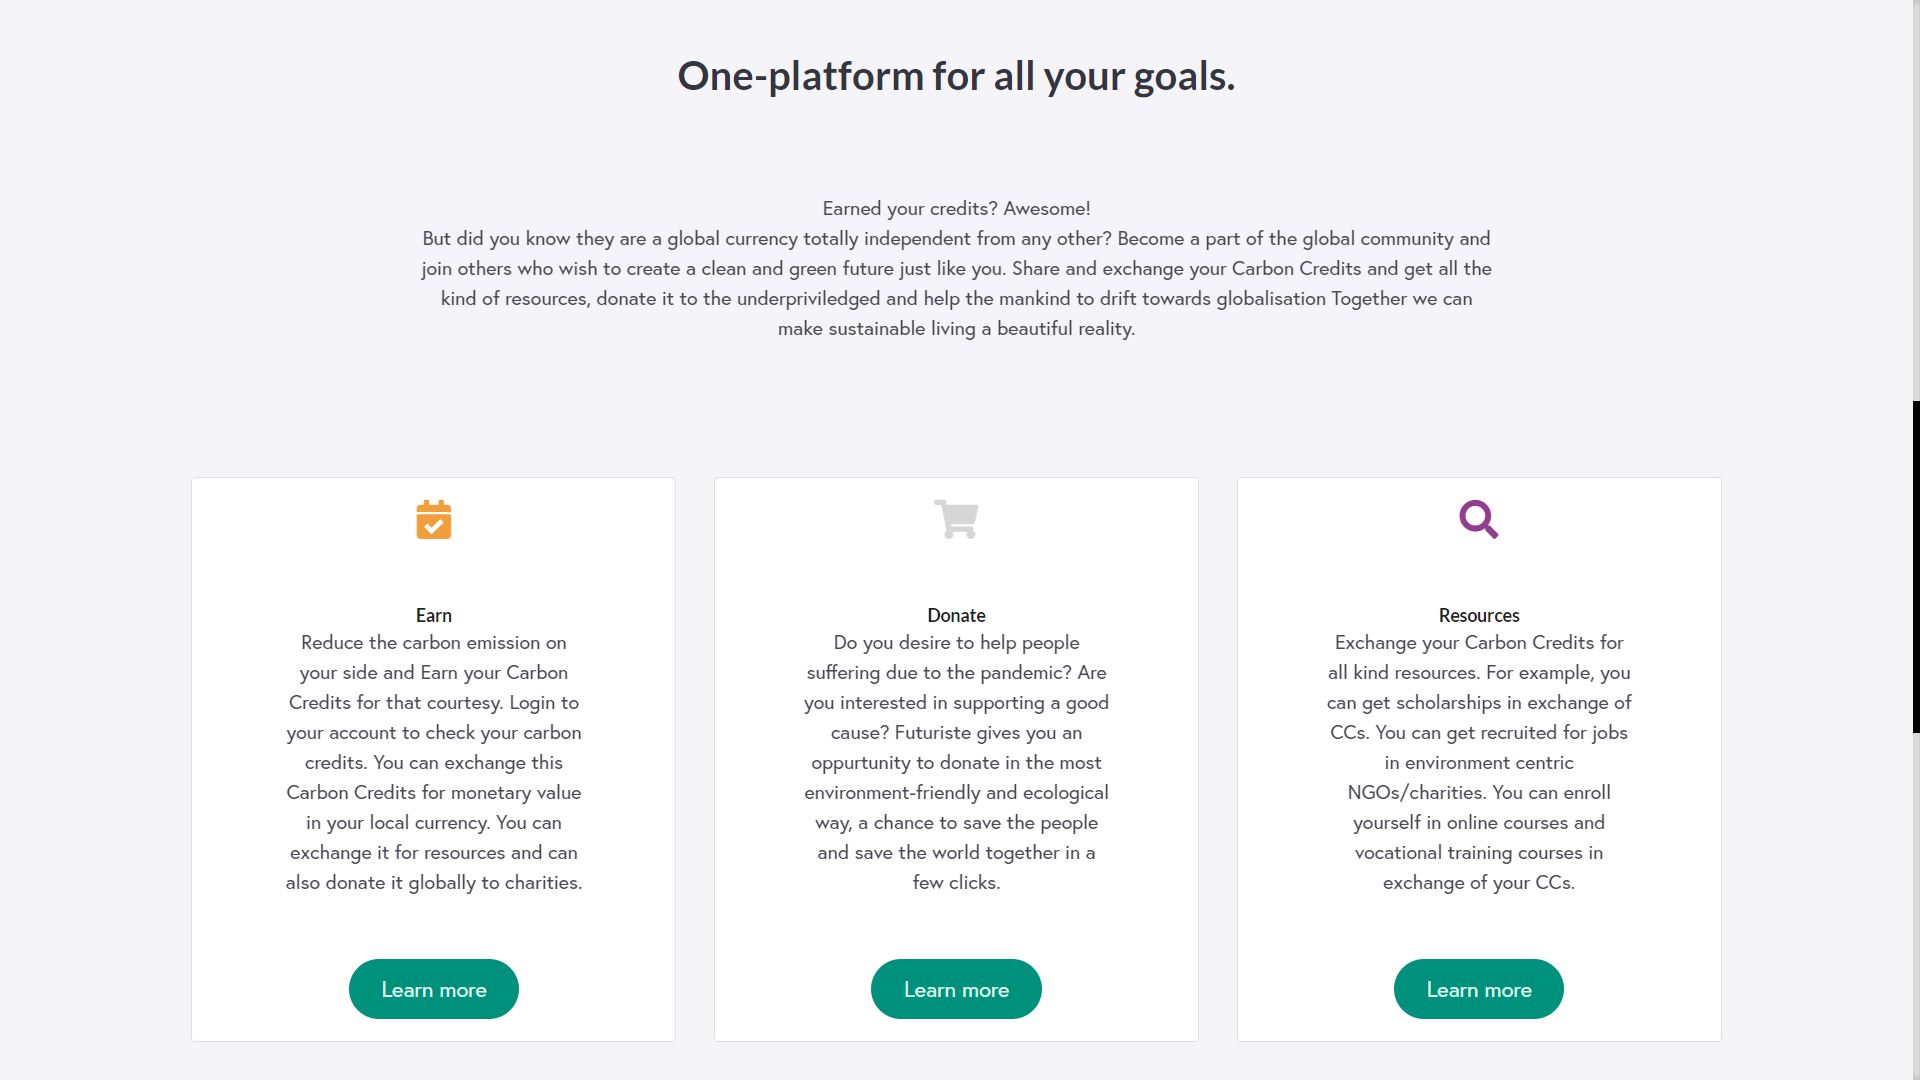 One-platform for all your goals.
Earned your credits? Awesome!
But did you know they are a global currency totally independent from any other? Become a part of the global community and
join others who wish to create a clean and green future just like you. Share and exchange your Carbon Credits and get all the
kind of resources, donate it to the underpriviledged and help the mankind to drift towards globalisation Together we can
make sustainable living a beautiful reality.
Earn
Reduce the carbon emission on
your side and Earn your Carbon
Credits for that courtesy. Login to
your account to check your carbon
credits. You can exchange this
Carbon Credits for monetary value
in your local currency. You can
exchange it for resources and can
also donate it globally to charities.
Learn more
Donate
Do you desire to help people
suffering due to the pandemic? Are
you interested in supporting a good
cause? Futuriste gives you an
oppurtunity to donate in the most
environment-friendly and ecological
way, a chance to save the people
and save the world together in a
few clicks.
Learn more
Resources
Exchange your Carbon Credits for
all kind resources. For example, you
can get scholarships in exchange of
CCs. You can get recruited for jobs
in environment centric
NGOs/charities. You can enroll
yourself in online courses and
vocational training courses in
exchange of your CCs.
Learn more